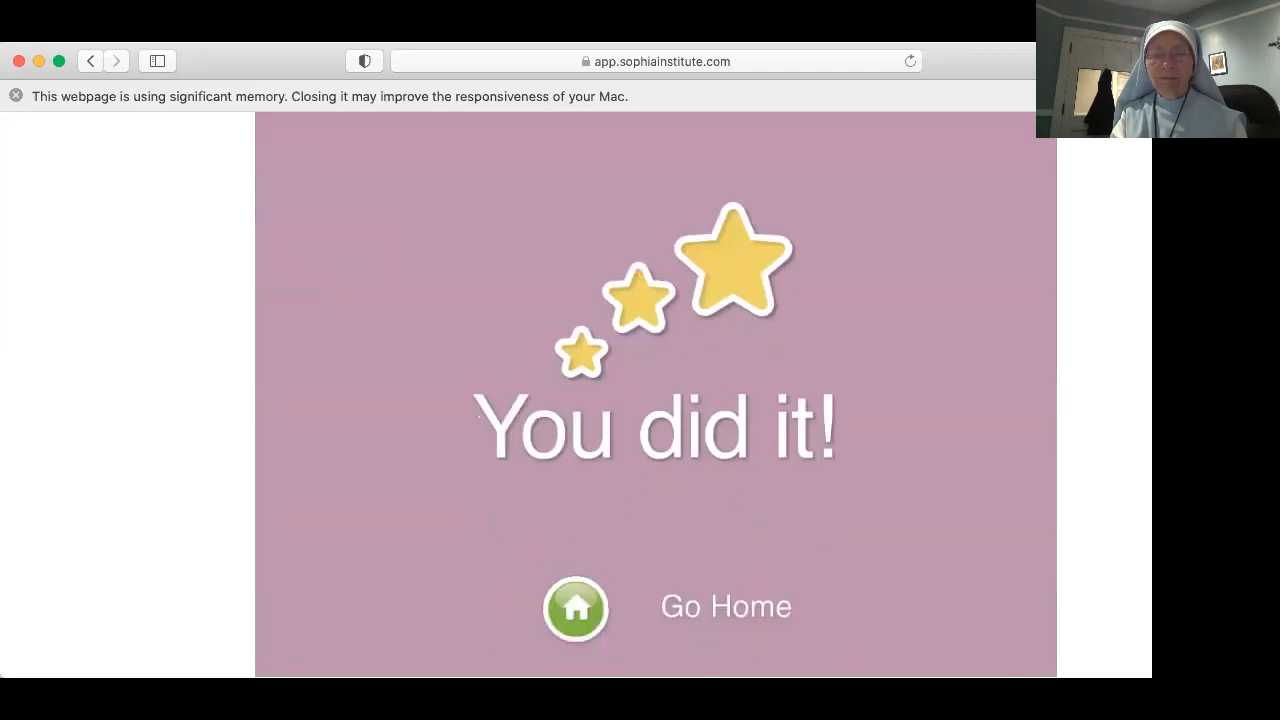 app.sophiainstitute.com
This webpage is using significant memory. Closing it may improve the responsiveness of your Mac.
You did it!
Go Home